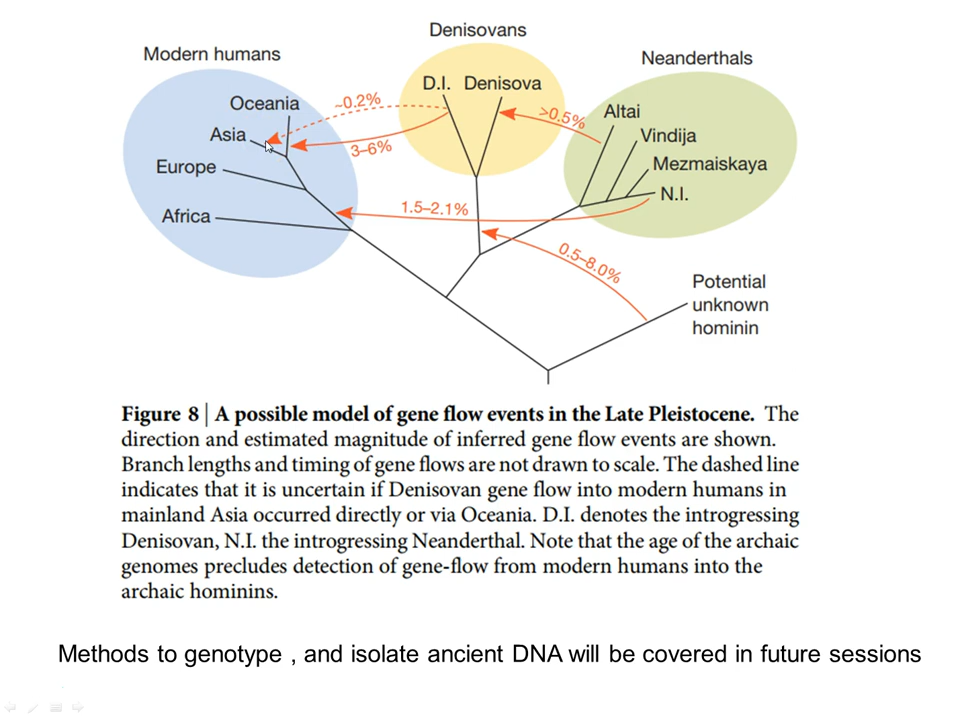 Denisovans
Modern humans
Neanderthals
D.I. Denisova
Oceania
~0.2%
>0.5%
Altai
Asia
Vindija
3–6%
Europe
Mezmaiskaya
N.I.
1.5–2.1%
Africa
0.5–8.0%
Potential
unknown
hominin
Figure 8 | A possible model of gene flow events in the Late Pleistocene. The
direction and estimated magnitude of inferred gene flow events are shown.
Branch lengths and timing of gene flows are not drawn to scale. The dashed line
indicates that it is uncertain if Denisovan gene flow into modern humans in
mainland Asia occurred directly or via Oceania. D.I. denotes the introgressing
Denisovan, N.I. the introgressing Neanderthal. Note that the age of the archaic
genomes precludes detection of gene-flow from modern humans into the
archaic hominins.
Methods to genotype , and isolate ancient DNA will be covered in future sessions